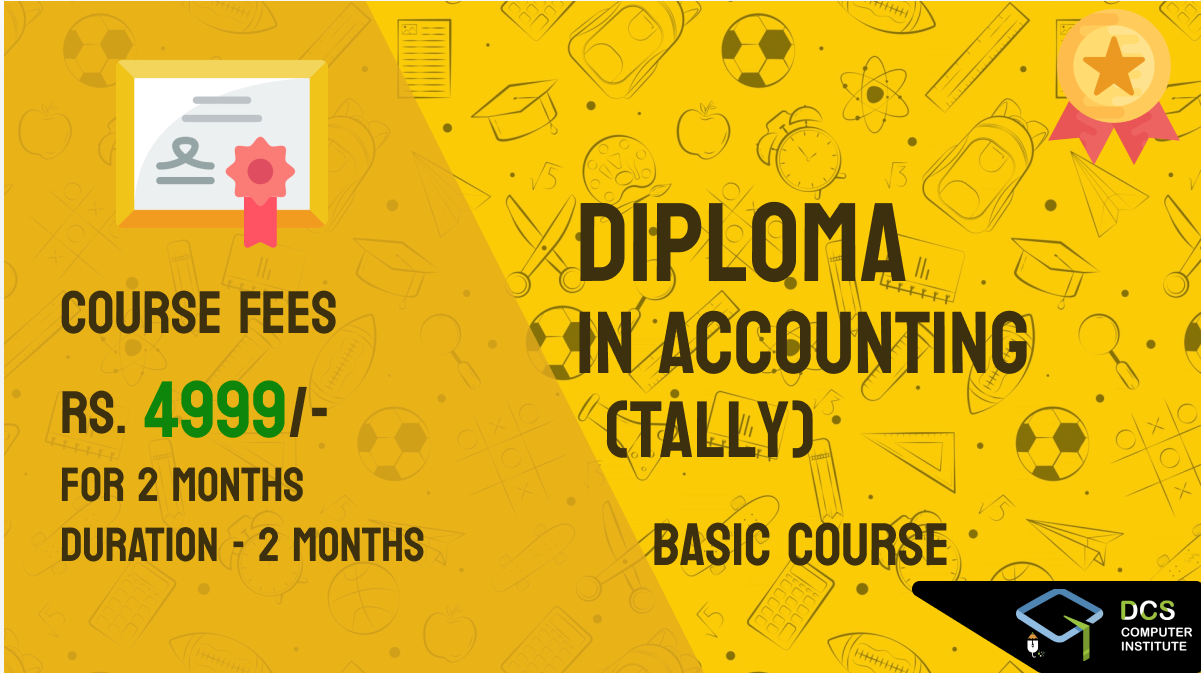 COURSE FEES
RS. 4999/-
FOR 2 MONTHS
DURATION - 2 MONTHS
DIPLOMA
IN ACCOUNTING
(TALLY)
BASIC COURSE
DCS
COMPUTER
INSTITUTE